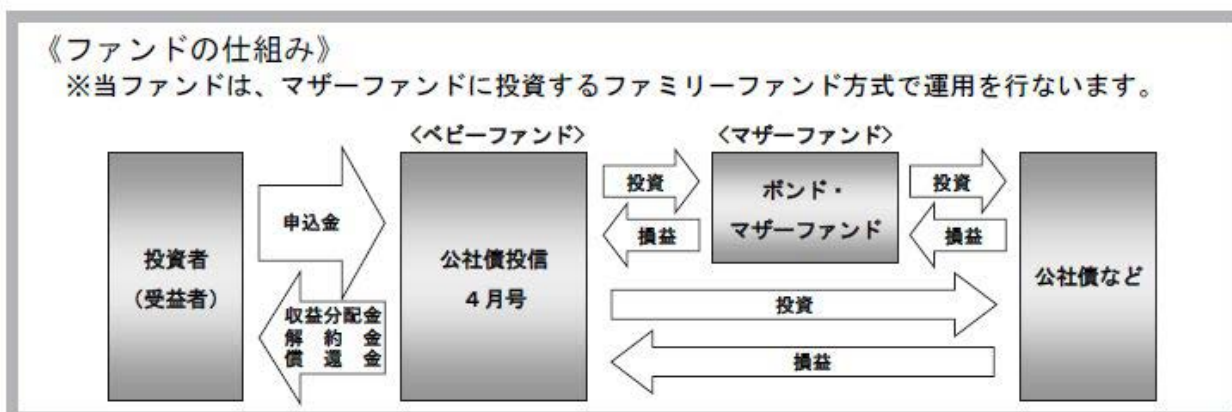 《ファンドの仕組み》
※当ファンドは、マザーファンドに投資するファミリーファンド方式で運用を行ないます。
〈ベビーファンド〉
〈マザーファンド〉
投資者
（受益者）
申込金
収益分配金
解約金
償還金
公社債投信
4月号
投資
損益
ボンド・
マザーファンド
投資
損益
投資
損益
公社債など